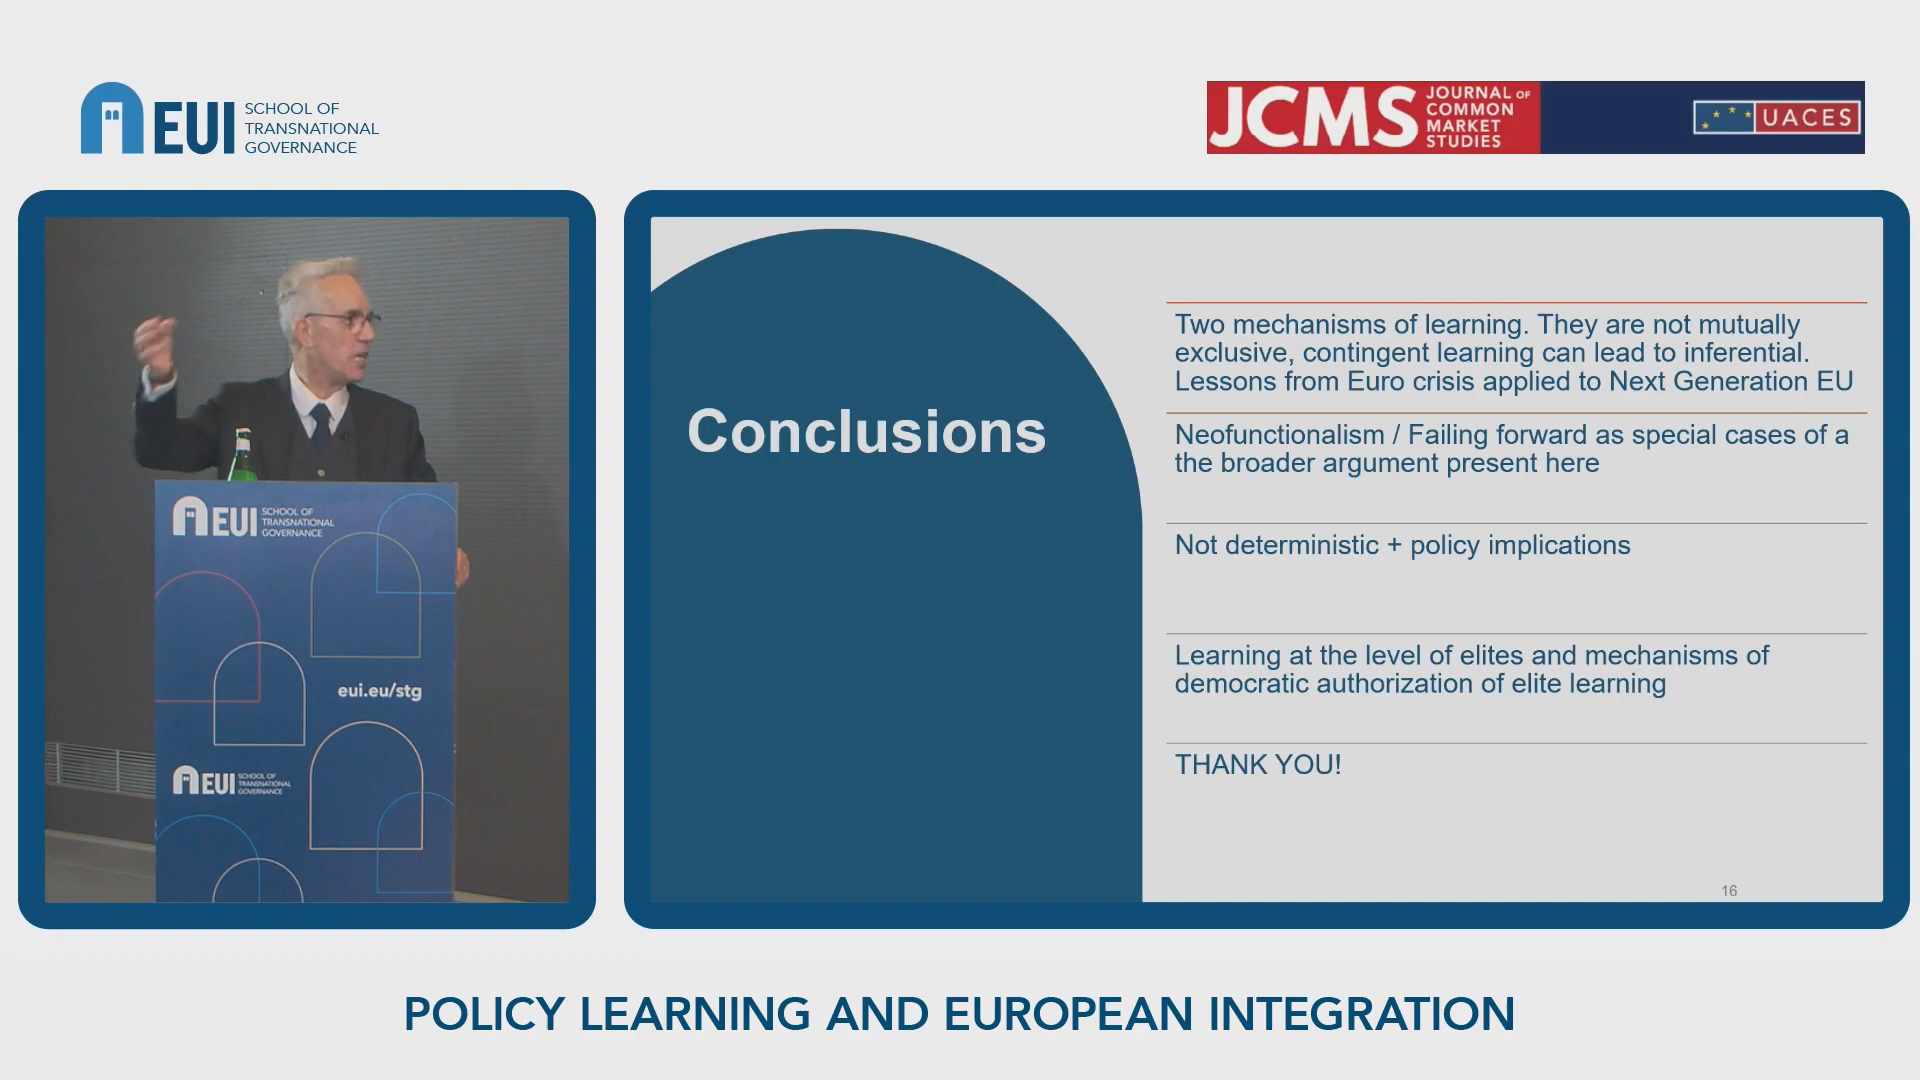 EUI
SCHOOL OF
TRANSNATIONAL
GOVERNANCE
JCMS
JOURNAL OF
COMMON
MARKET
STUDIES
UACES
EUI
SCHOOL OF
TRANSNATIONAL
GOVERNANCE
eui.eu/stg
EUI
SCHOOL OF
TRANSNATIONAL
GOVERNANCE
Conclusions
Two mechanisms of learning. They are not mutually
exclusive, contingent learning can lead to inferential.
Lessons from Euro crisis applied to Next Generation EU
Neofunctionalism / Failing forward as special cases of a
the broader argument present here
Not deterministic + policy implications
Learning at the level of elites and mechanisms of
democratic authorization of elite learning
THANK YOU!
16
POLICY LEARNING AND EUROPEAN INTEGRATION